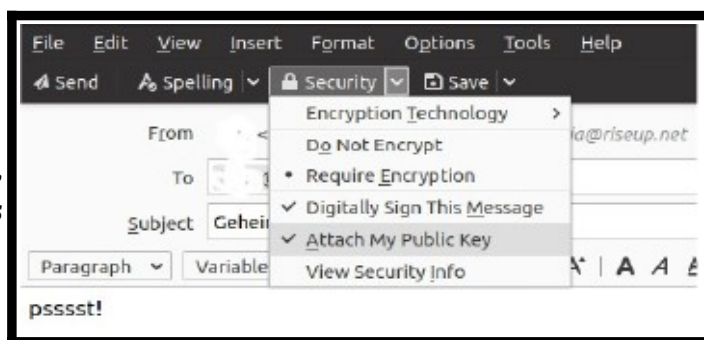 File Edit View Insert Format Options Tools Help
Send Spelling Security Save
Encryption Technology
From ia@riseup.net
Do Not Encrypt
To
Require Encryption
Digitally Sign This Message
Subject Gehei
Attach My Public Key
Paragraph Variable A A
View Security Info
psssst!